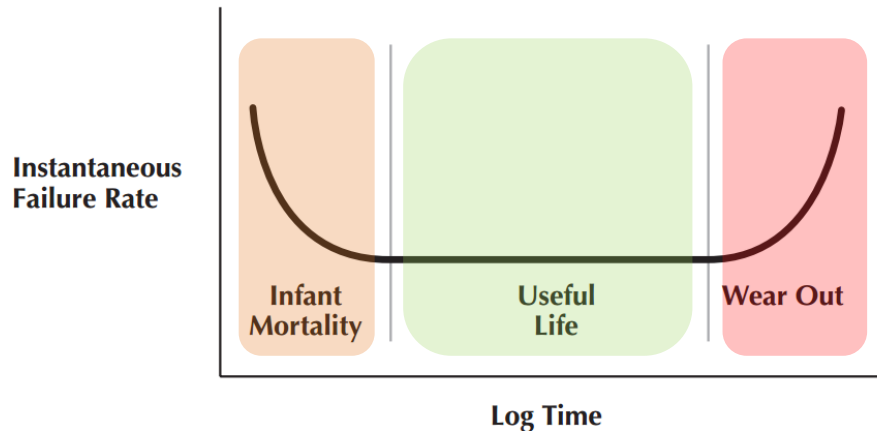 Instantaneous
Failure Rate
Infant
Mortality
Useful
Life
Wear Out
Log Time